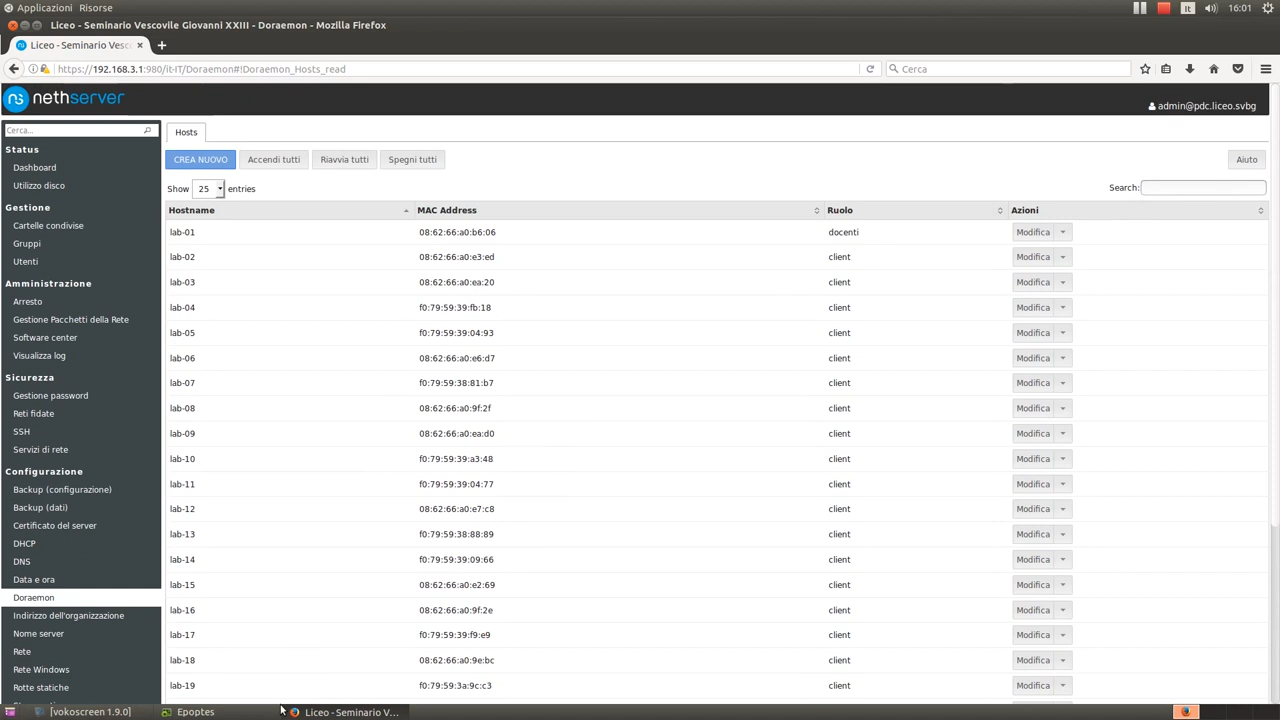 Applicazioni Risorse It 16:01
Liceo - Seminario Vescovile Giovanni XXIII - Doraemon - Mozilla Firefox
Liceo - Seminario Vesc
https://192.168.3.1:980/it-IT/Doraemon#!Doraemon_Hosts_read Cerca
nethserver admin@pdc.liceo.svbg
Cerca...
Status
Dashboard
Utilizzo disco
Gestione
Cartelle condivise
Gruppi
Utenti
Amministrazione
Arresto
Gestione Pacchetti della Rete
Software center
Visualizza log
Sicurezza
Gestione password
Reti fidate
SSH
Servizi di rete
Configurazione
Backup (configurazione)
Backup (dati)
Certificato del server
DHCP
DNS
Data e ora
Doraemon
Indirizzo dell'organizzazione
Nome server
Rete
Rete Windows
Rotte statiche
Hosts
CREA NUOVO Accendi tutti Riavvia tutti Spegni tutti Aiuto
Show 25 entries Search:
Hostname MAC Address Ruolo Azioni
lab-01 08:62:66:a0:b6:06 docenti Modifica
lab-02 08:62:66:a0:e3:ed client Modifica
lab-03 08:62:66:a0:ea:20 client Modifica
lab-04 f0:79:59:39:fb:18 client Modifica
lab-05 f0:79:59:39:04:93 client Modifica
lab-06 08:62:66:a0:e6:d7 client Modifica
lab-07 f0:79:59:38:81:b7 client Modifica
lab-08 08:62:66:a0:9f:2f client Modifica
lab-09 08:62:66:a0:ea:d0 client Modifica
lab-10 f0:79:59:39:a3:48 client Modifica
lab-11 f0:79:59:39:04:77 client Modifica
lab-12 08:62:66:a0:e7:c8 client Modifica
lab-13 f0:79:59:38:88:89 client Modifica
lab-14 f0:79:59:39:09:66 client Modifica
lab-15 08:62:66:a0:e2:69 client Modifica
lab-16 08:62:66:a0:9f:2e client Modifica
lab-17 f0:79:59:39:f9:e9 client Modifica
lab-18 08:62:66:a0:9e:bc client Modifica
lab-19 f0:79:59:3a:9c:c3 client Modifica
[vokoscreen 1.9.0] Epoptes Liceo - Seminario V...